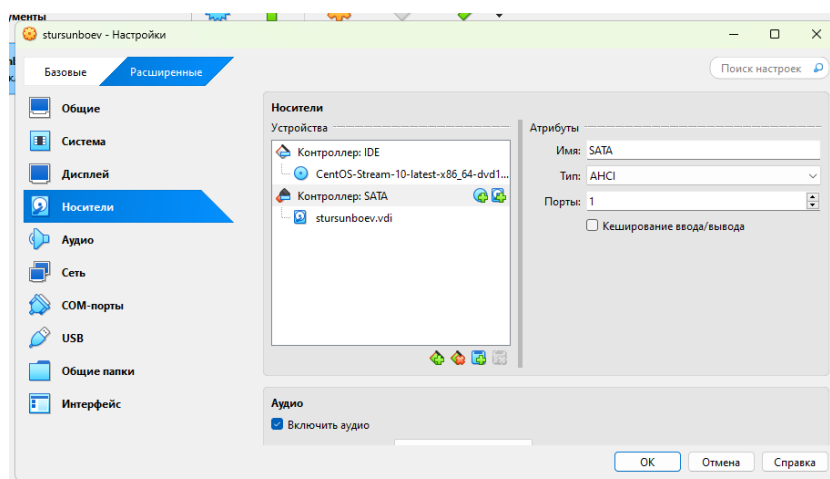 ументы
stursunboev - Настройки
Базовые
Расширенные
Поиск настроек
Общие
Система
Дисплей
Носители
Аудио
Сеть
COM-порты
USB
Общие папки
Интерфейс
Носители
Устройства
Контроллер: IDE
CentOS-Stream-10-latest-x86_64-dvd1...
Контроллер: SATA
stursunboev.vdi
Атрибуты
Имя: SATA
Тип: AHCI
Порты: 1
Кеширование ввода/вывода
Аудио
Включить аудио
OK
Отмена
Справка